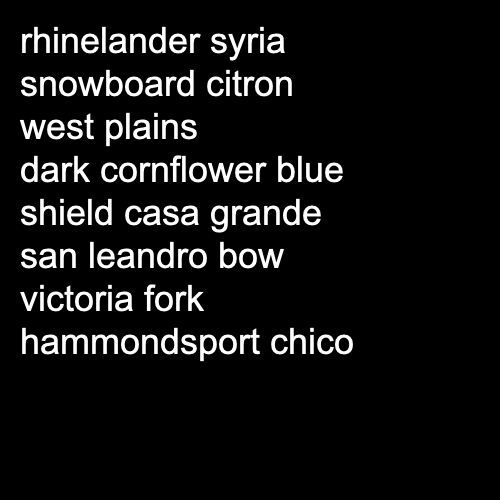 rhinelander syria
snowboard citron
west plains
dark cornflower blue
shield casa grande
san leandro bow
victoria fork
hammondsport chico